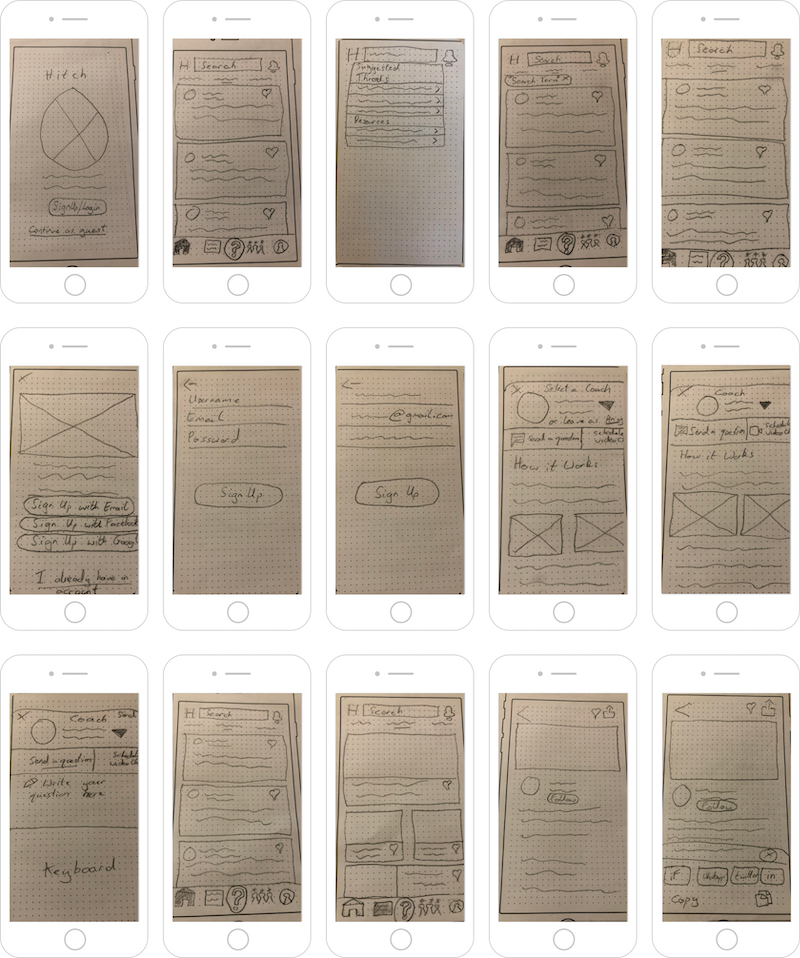 Hitch
SignUp/Login
Continue as guest
H Search
H
Suggested
Threads
Resources
H Search
Search Term X
H Search
Sign Up with Email
Sign Up with Facebook
Sign Up with Googl
I already have an
account
Username
Email
Password
Sign Up
@gmail.com
Sign Up
Select a Coach
or leave as Any
Send a question
Schedule
video C
How it Works
Coach
Send a question
Schedule
video C
How it Works
Coach Send
Send a question
Schedule
video C
Write your
question here
Keyboard
H Search
H Search
Follow
Follow
twitter in
Copy